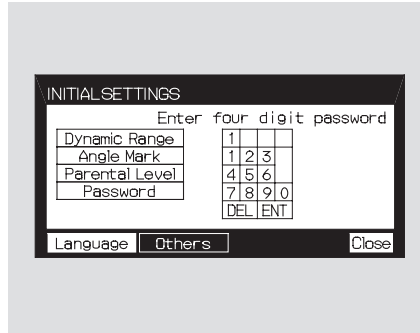 INITIALSETTINGS
Enter four digit password
Dynamic Range 1
Angle Mark 1 2 3
Parental Level 4 5 6
Password 7 8 9 0
DEL ENT
Language Others Close